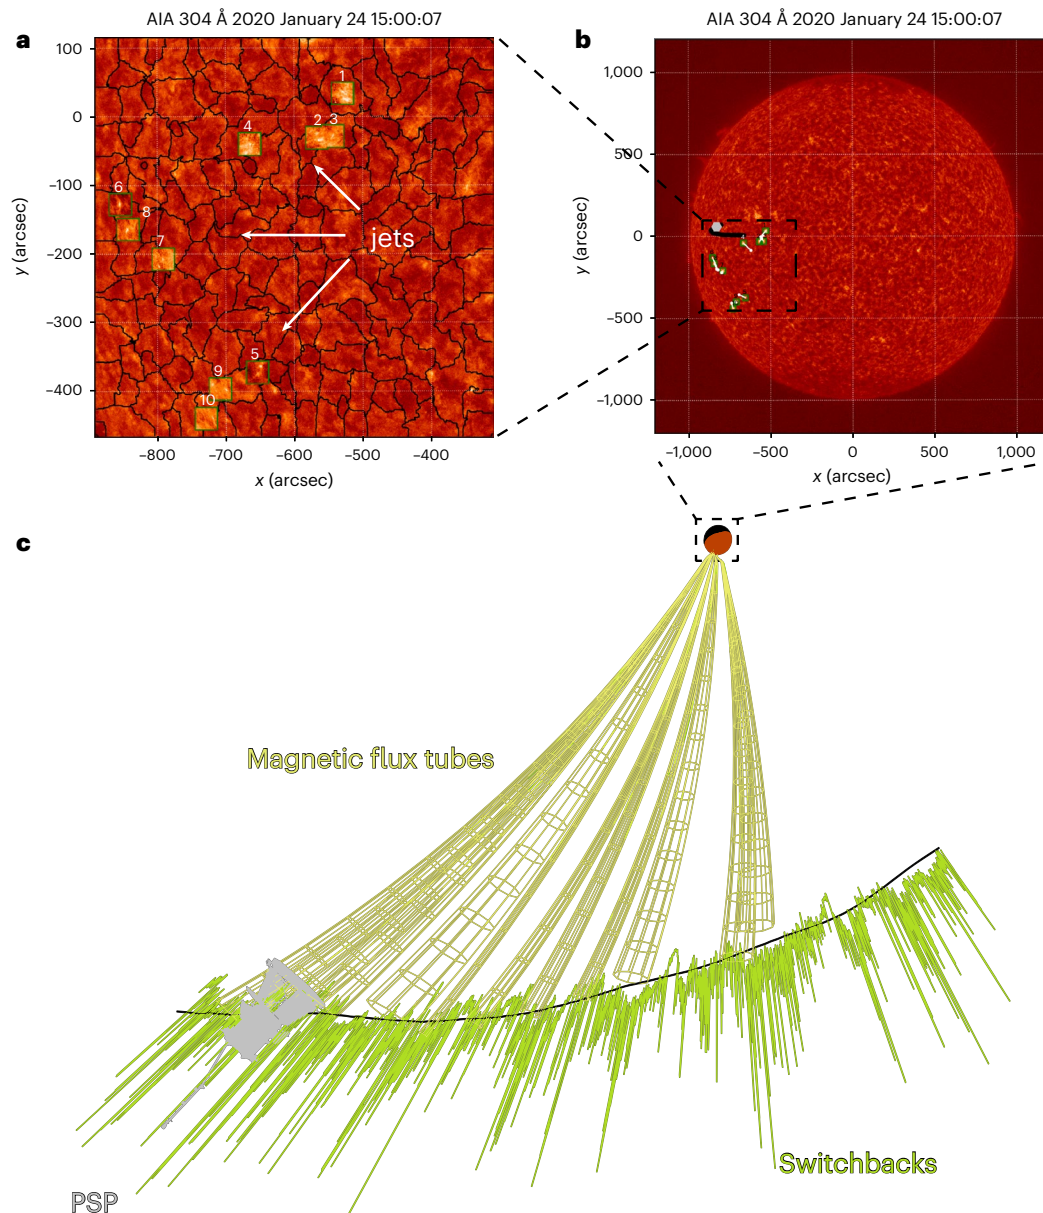 AIA 304 Å 2020 January 24 15:00:07
a
100
0
−100
−200
−300
−400
y (arcsec)
1
2 3
4
6
8
7
5
9
10
jets
−800 −700 −600 −500 −400
x (arcsec)
AIA 304 Å 2020 January 24 15:00:07
b
1,000
500
0
−500
−1,000
y (arcsec)
−1,000 −500 0 500 1,000
x (arcsec)
c
Magnetic flux tubes
Switchbacks
PSP